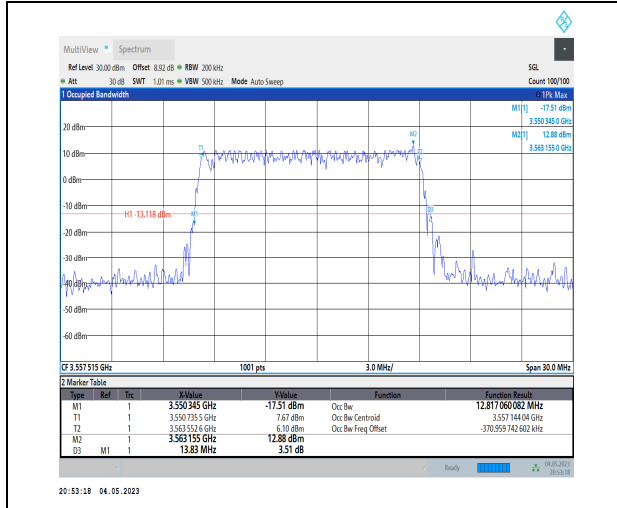 MultiView Spectrum
Ref Level 30.00 dBm Offset 8.92 dB RBW 200 kHz SGL
Att 30 dB SWT 1.01 ms VBW 500 kHz Mode Auto Sweep Count 100/100
1 Occupied Bandwidth 1Pk Max
M1[1] -17.51 dBm
3.550 345 0 GHz
M2[1] 12.88 dBm
3.563 155 0 GHz
20 dBm
M2
T1
T2
10 dBm
0 dBm
-10 dBm
H1 -13.118 dBm
M1
D3
-20 dBm
-30 dBm
-40 dBm
-50 dBm
-60 dBm
CF 3.557 515 GHz 1001 pts 3.0 MHz/ Span 30.0 MHz
2 Marker Table
Type Ref Trc X-Value Y-Value Function Function Result
M1 1 3.550 345 GHz -17.51 dBm Occ Bw 12.817 060 082 MHz
T1 1 3.550 735 5 GHz 7.67 dBm Occ Bw Centroid 3.557 144 04 GHz
T2 1 3.563 552 6 GHz 6.10 dBm Occ Bw Freq Offset -370.959 742 602 kHz
M2 1 3.563 155 GHz 12.88 dBm
D3 M1 1 13.83 MHz 3.51 dB
Ready 04.05.2023
20:53:18
20:53:18 04.05.2023